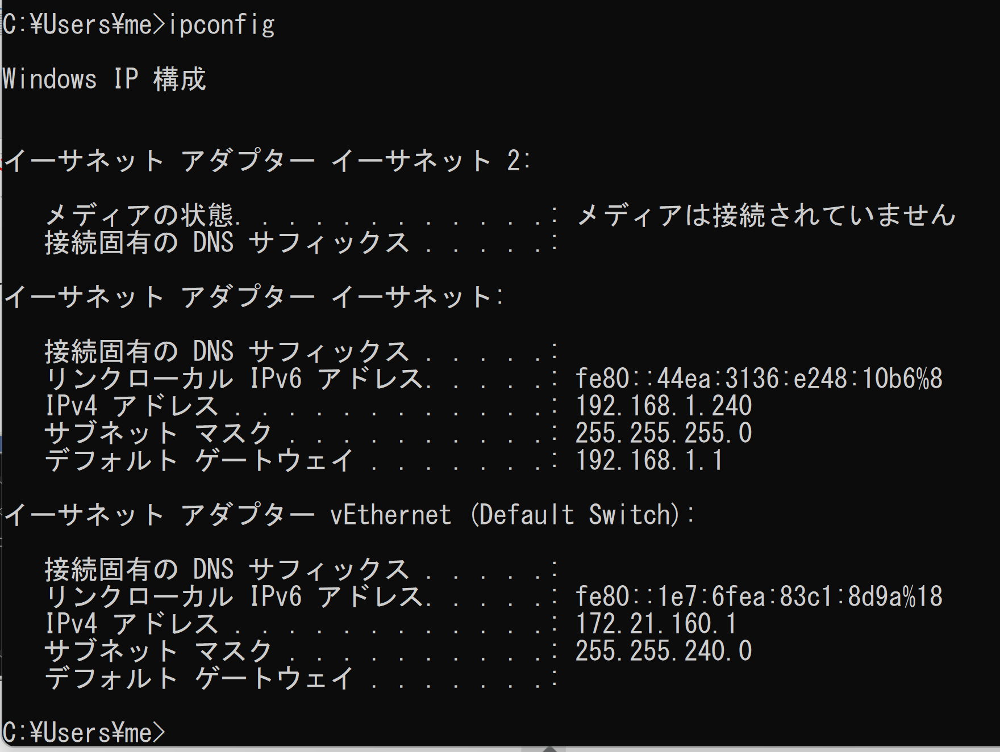 C:¥Users¥me>ipconfig
Windows IP 構成
イーサネット アダプター イーサネット 2:
メディアの状態. . . . . . . . . . . .: メディアは接続されていません
接続固有の DNS サフィックス . . . . .:
イーサネット アダプター イーサネット:
接続固有の DNS サフィックス . . . . .:
リンクローカル IPv6 アドレス. . . . .: fe80::44ea:3136:e248:10b6%8
IPv4 アドレス . . . . . . . . . . . .: 192.168.1.240
サブネット マスク . . . . . . . . . .: 255.255.255.0
デフォルト ゲートウェイ . . . . . . .: 192.168.1.1
イーサネット アダプター vEthernet (Default Switch):
接続固有の DNS サフィックス . . . . .:
リンクローカル IPv6 アドレス. . . . .: fe80::1e7:6fea:83c1:8d9a%18
IPv4 アドレス . . . . . . . . . . . .: 172.21.160.1
サブネット マスク . . . . . . . . . .: 255.255.240.0
デフォルト ゲートウェイ . . . . . . .:
C:¥Users¥me>